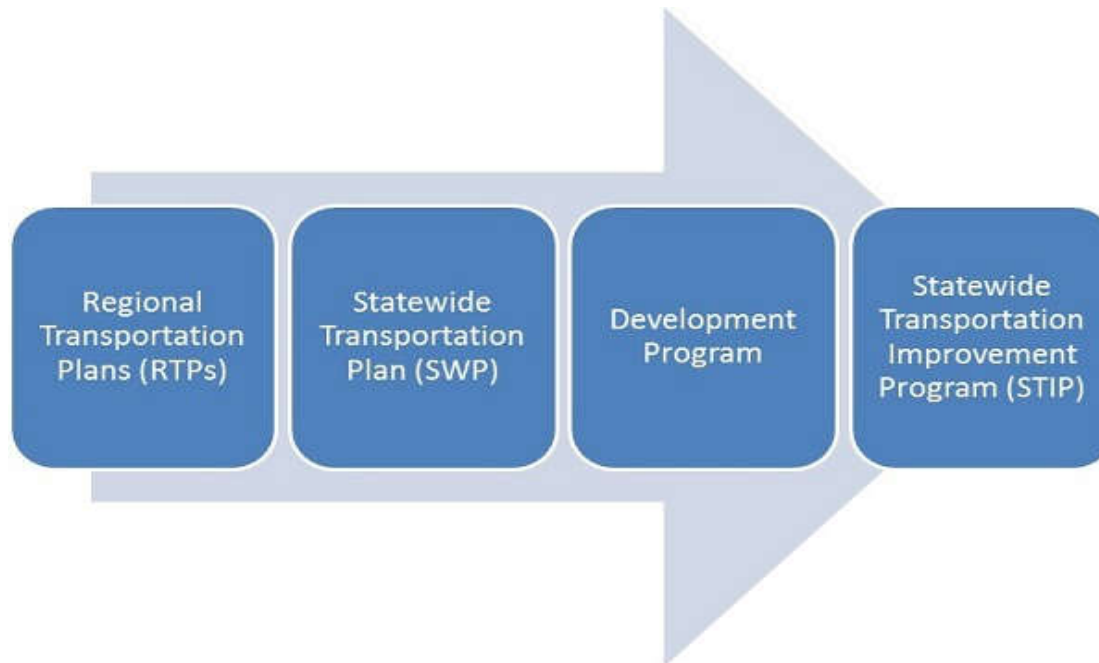 Regional
Transportation
Plans (RTPs)
Statewide
Transportation
Plan (SWP)
Development
Program
Statewide
Transportation
Improvement
Program (STIP)